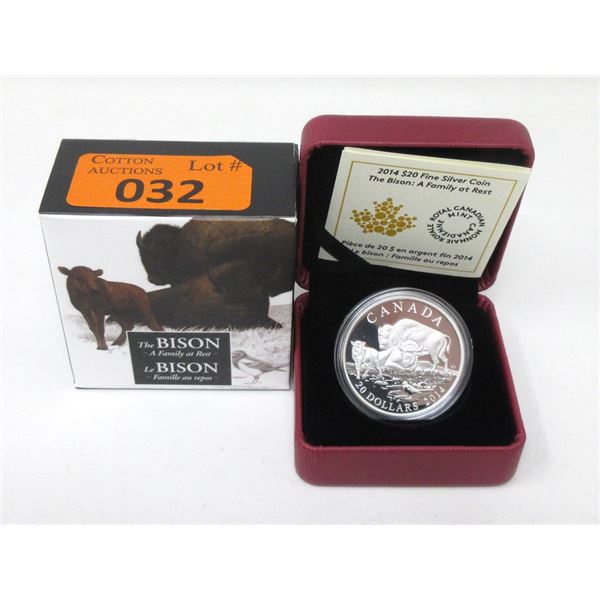 COTTON
AUCTIONS
Lot #
032
The BISON
– A Family at Rest –
Le BISON
– Famille au repos –
2014 $20 Fine Silver Coin
The Bison: A Family at Rest
ROYAL CANADIAN MINT
MONNAIE ROYALE CANADIENNE
Pièce de 20 $ en argent fin 2014
Le bison : Famille au repos
CANADA
20 DOLLARS 2014